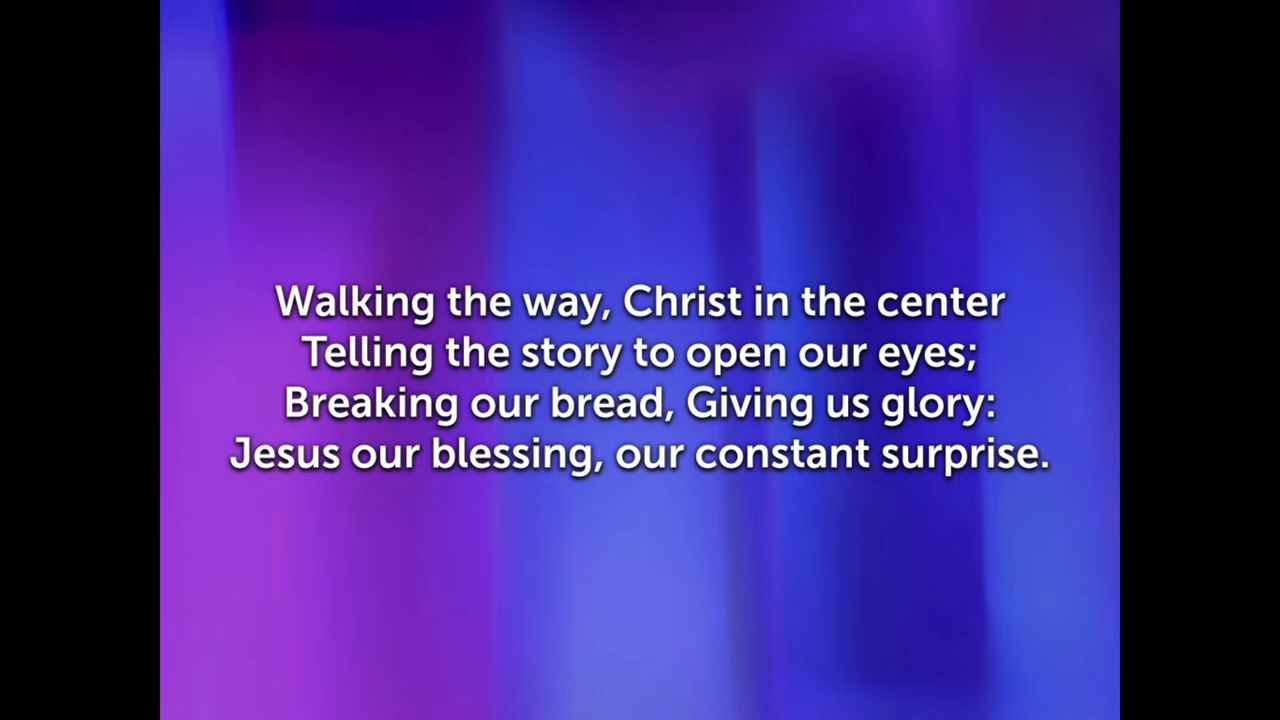 Walking the way, Christ in the center
Telling the story to open our eyes;
Breaking our bread, Giving us glory:
Jesus our blessing, our constant surprise.